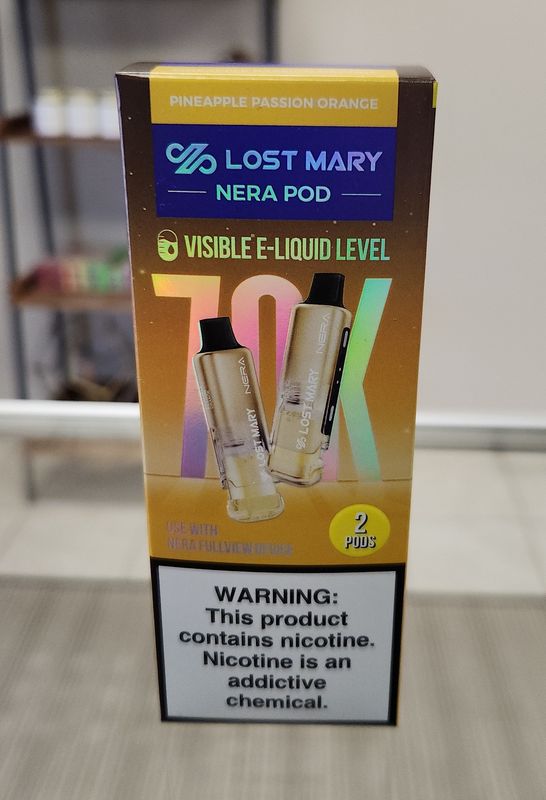 PINEAPPLE PASSION ORANGE
LOST MARY
NERA POD
VISIBLE E-LIQUID LEVEL
70K
NERA
LOST MARY
NERA
LOST MARY
USE WITH
NERA FULLVIEW DEVICE
2
PODS
WARNING:
This product
contains nicotine.
Nicotine is an
addictive
chemical.